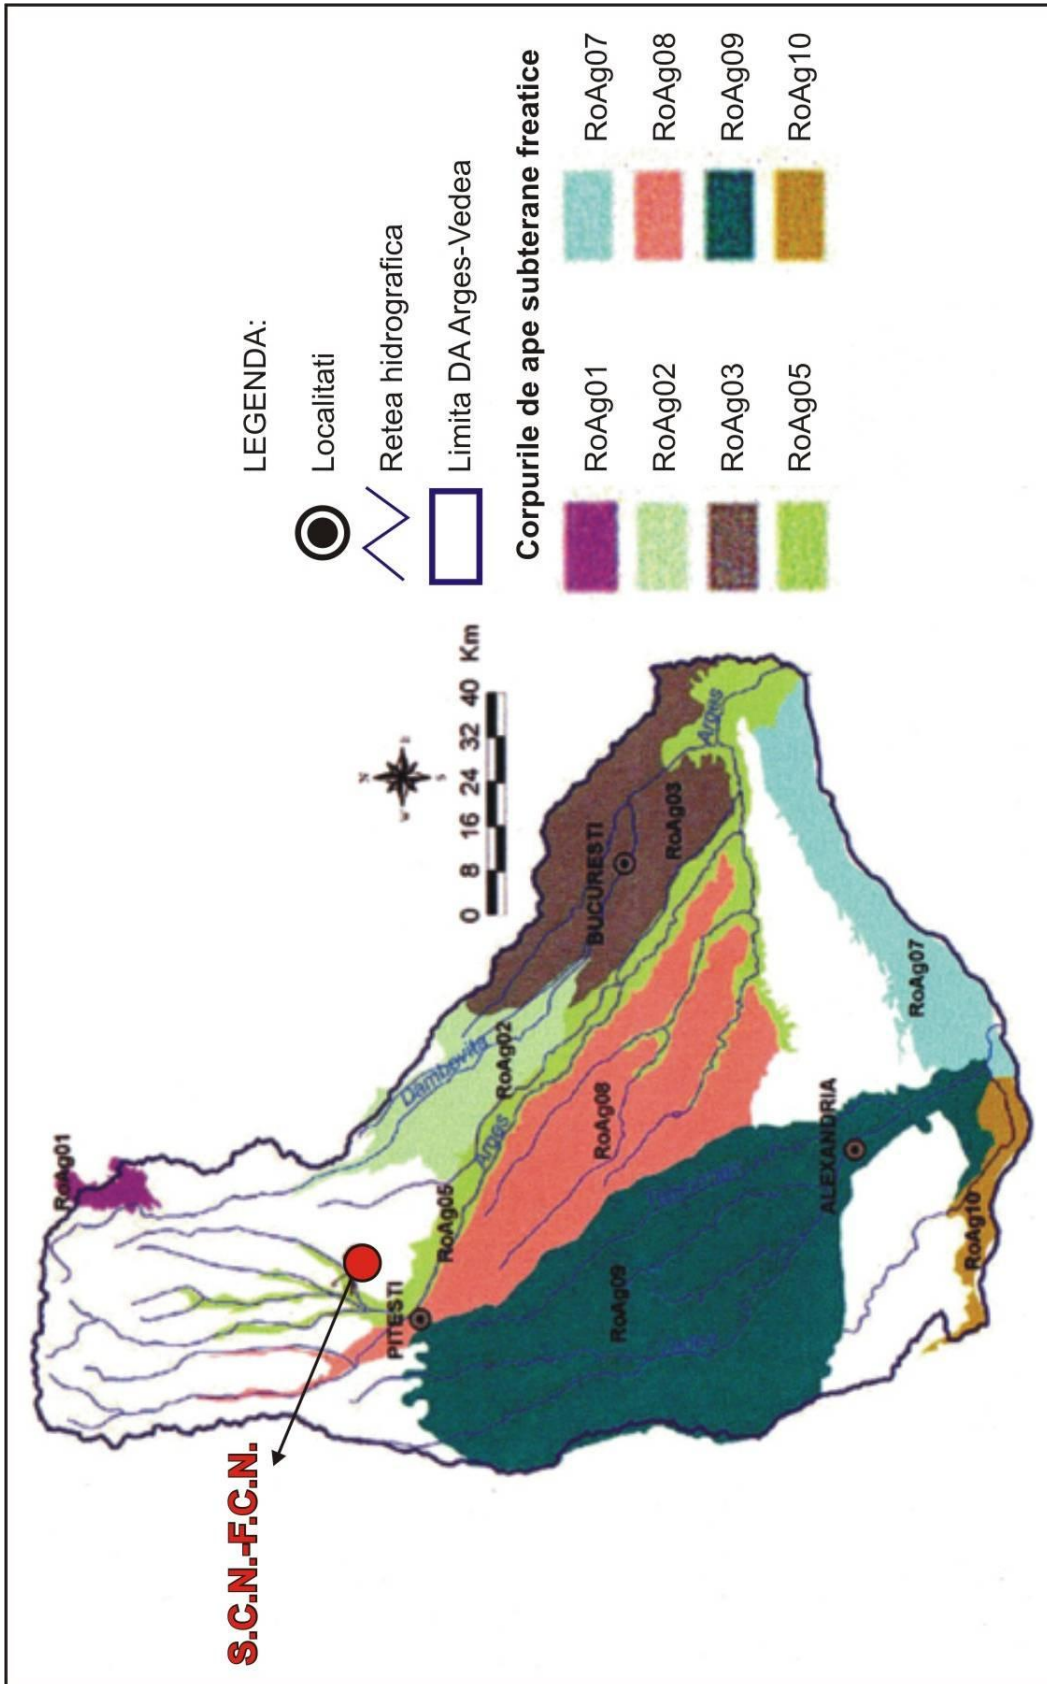 S.C.N.-F.C.N.
RoAg01
PITESTI
RoAg05
Arges
Dambovita
RoAg02
BUCURESTI
RoAg03
Arges
RoAg08
RoAg09
ALEXANDRIA
RoAg07
RoAg10
N
S
0 8 16 24 32 40 Km
LEGENDA:
Localitati
Retea hidrografica
Limita DA Arges-Vedea
Corpurile de ape subterane freatice
RoAg01
RoAg02
RoAg03
RoAg05
RoAg07
RoAg08
RoAg09
RoAg10